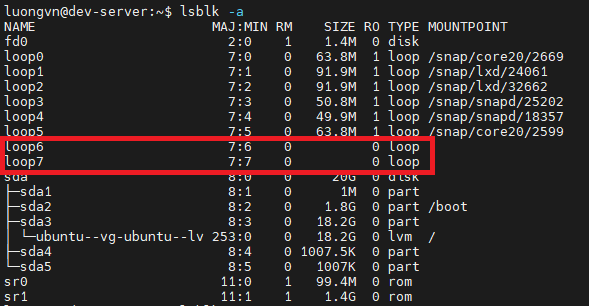 luongvn@dev-server:~$ lsblk -a
NAME                      MAJ:MIN RM    SIZE RO TYPE MOUNTPOINT
fd0                         2:0    1    1.4M  0 disk
loop0                       7:0    0   63.8M  1 loop /snap/core20/2669
loop1                       7:1    0   91.9M  1 loop /snap/lxd/24061
loop2                       7:2    0   91.9M  1 loop /snap/lxd/32662
loop3                       7:3    0   50.8M  1 loop /snap/snapd/25202
loop4                       7:4    0   49.9M  1 loop /snap/snapd/18357
loop5                       7:5    0   63.8M  1 loop /snap/core20/2599
loop6                       7:6    0          0 loop
loop7                       7:7    0          0 loop
sda                         8:0    0     20G  0 disk
├─sda1                      8:1    0      1M  0 part
├─sda2                      8:2    0    1.8G  0 part /boot
├─sda3                      8:3    0   18.2G  0 part
│ └─ubuntu--vg-ubuntu--lv 253:0    0   18.2G  0 lvm  /
├─sda4                      8:4    0 1007.5K  0 part
└─sda5                      8:5    0   1007K  0 part
sr0                        11:0    1   99.4M  0 rom
sr1                        11:1    1    1.4G  0 rom